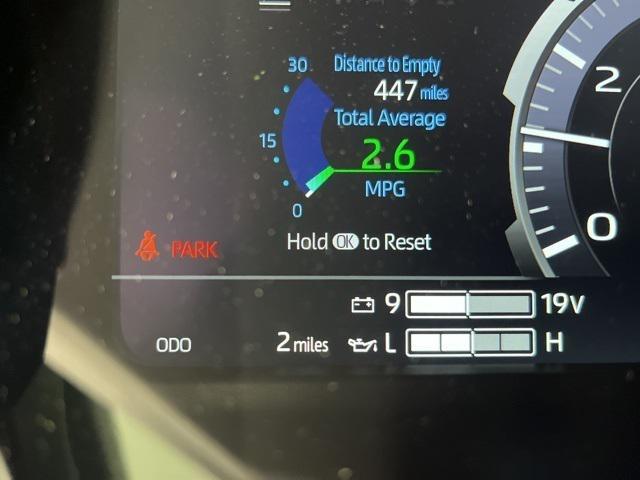 30
Distance to Empty
447 miles
Total Average
15
2.6
MPG
0
Hold OK to Reset
PARK
2
0
9 19V
ODO 2 miles
L H